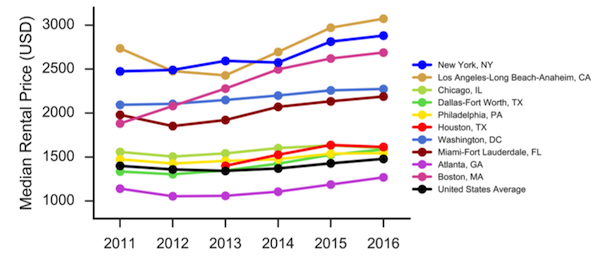 Median Rental Price (USD)
3000
2500
2000
1500
1000
2011 2012 2013 2014 2015 2016
New York, NY
Los Angeles-Long Beach-Anaheim, CA
Chicago, IL
Dallas-Fort Worth, TX
Philadelphia, PA
Houston, TX
Washington, DC
Miami-Fort Lauderdale, FL
Atlanta, GA
Boston, MA
United States Average